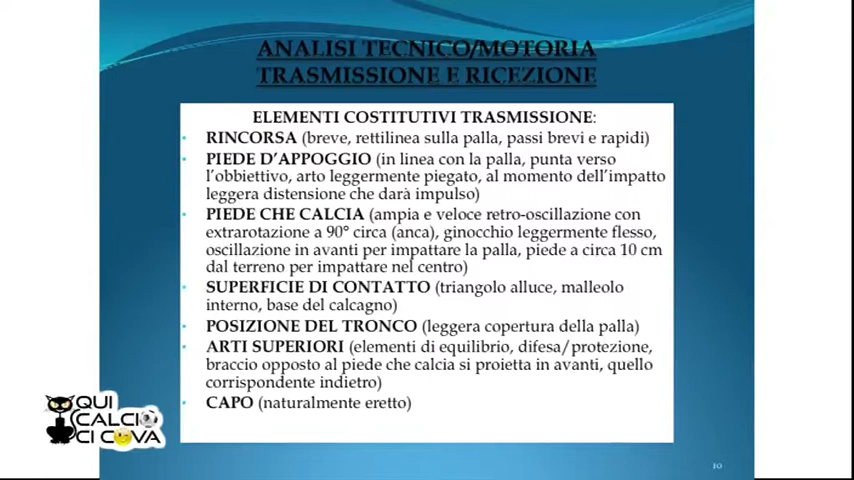 ANALISI TECNICO/MOTORIA
TRASMISSIONE E RICEZIONE
ELEMENTI COSTITUTIVI TRASMISSIONE:
• RINCORSA (breve, rettilinea sulla palla, passi brevi e rapidi)
• PIEDE D'APPOGGIO (in linea con la palla, punta verso
l'obbiettivo, arto leggermente piegato, al momento dell'impatto
leggera distensione che darà impulso)
• PIEDE CHE CALCIA (ampia e veloce retro-oscillazione con
extrarotazione a 90° circa (anca), ginocchio leggermente flesso,
oscillazione in avanti per impattare la palla, piede a circa 10 cm
dal terreno per impattare nel centro)
• SUPERFICIE DI CONTATTO (triangolo alluce, malleolo
interno, base del calcagno)
• POSIZIONE DEL TRONCO (leggera copertura della palla)
• ARTI SUPERIORI (elementi di equilibrio, difesa/protezione,
braccio opposto al piede che calcia si proietta in avanti, quello
corrispondente indietro)
• CAPO (naturalmente eretto)
QUI
CALCIO
CI COVA
10